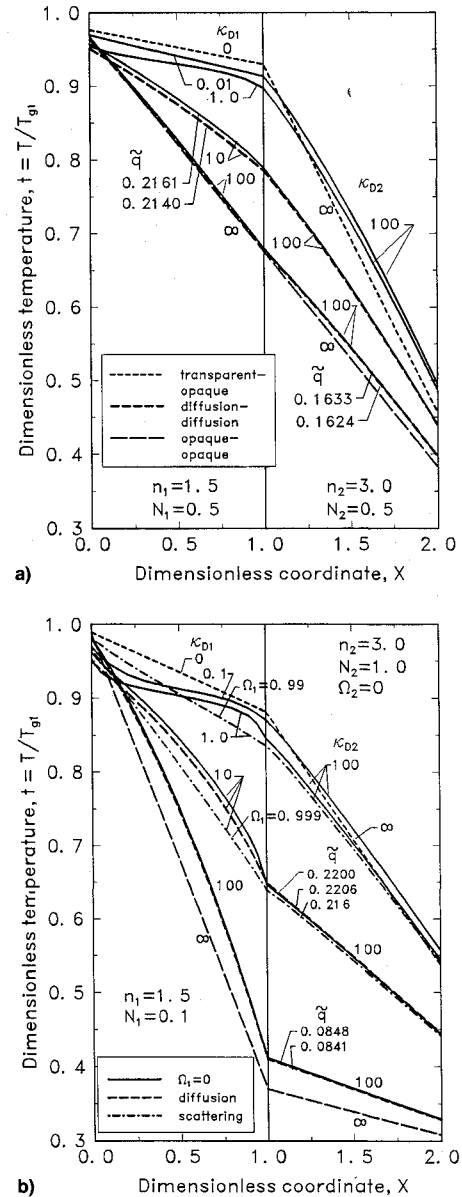 1. 0
0. 9
0. 8
0. 7
0. 6
0. 5
0. 4
0. 3
Dimensionless temperature, t = T/T_g1
κ_D1
0
0. 01
1. 0
q̃
0. 2161
0. 2140
10
100
∞
κ_D2
∞
100
100
100
∞
q̃
0. 1633
0. 1624
transparent–
opaque
diffusion–
diffusion
opaque–
opaque
n₁=1. 5
N₁=0. 5
n₂=3. 0
N₂=0. 5
0. 0
0. 5
1. 0
1. 5
2. 0
Dimensionless coordinate, X
a)
1. 0
0. 9
0. 8
0. 7
0. 6
0. 5
0. 4
0. 3
Dimensionless temperature, t = T/T_g1
κ_D1
0
0. 1
Ω₁=0. 99
1. 0
n₂=3. 0
N₂=1. 0
Ω₂=0
κ_D2
100
∞
10
Ω₁=0. 999
q̃
0. 2200
0. 2206
0. 216
100
100
∞
n₁=1. 5
N₁=0. 1
q̃
0. 0848
0. 0841
100
∞
Ω₁=0
diffusion
scattering
0. 0
0. 5
1. 0
1. 5
2. 0
Dimensionless coordinate, X
b)